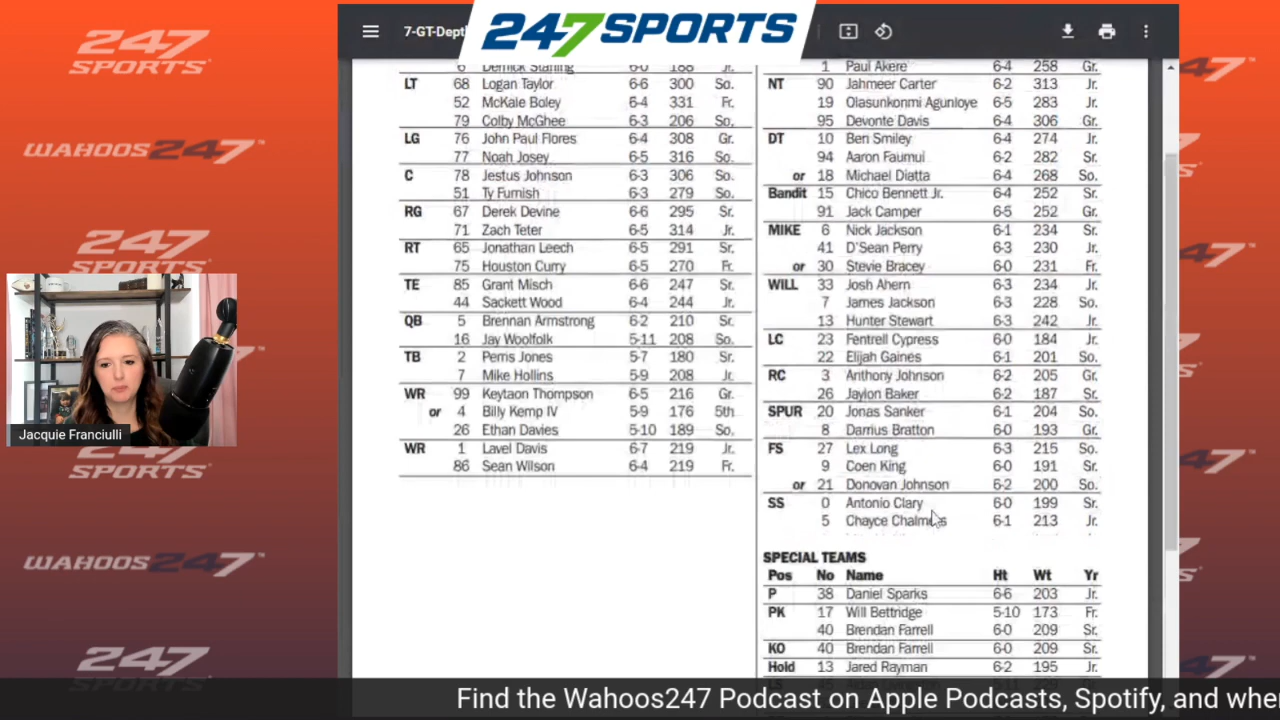 247SPORTS
247
SPORTS
WAHOOS247
247
SPORTS
SPORTS
WAHOOS247
247
SPORTS
7-GT-Dept
6 Derrick Starling 6-0 188 Jr.
LT 68 Logan Taylor 6-6 300 So.
52 McKale Boley 6-4 331 Fr.
79 Colby McGhee 6-3 206 So.
LG 76 John Paul Flores 6-4 308 Gr.
77 Noah Josey 6-5 316 So.
C 78 Jestus Johnson 6-3 306 So.
51 Ty Furnish 6-3 279 So.
RG 67 Derek Devine 6-6 295 Sr.
71 Zach Teter 6-5 314 Jr.
RT 65 Jonathan Leech 6-5 291 Sr.
75 Houston Curry 6-5 270 Fr.
TE 85 Grant Misch 6-6 247 Sr.
44 Sackett Wood 6-4 244 Jr.
QB 5 Brennan Armstrong 6-2 210 Sr.
16 Jay Woolfolk 5-11 208 So.
TB 2 Perris Jones 5-7 180 Sr.
7 Mike Hollins 5-9 208 Jr.
WR 99 Keytaon Thompson 6-5 216 Gr.
or 4 Billy Kemp IV 5-9 176 5th
26 Ethan Davies 5-10 189 So.
WR 1 Lavel Davis 6-7 219 Jr.
86 Sean Wilson 6-4 219 Fr.
1 Paul Akere 6-4 258 Gr.
NT 90 Jahmeer Carter 6-2 313 Jr.
19 Olasunkonmi Agunloye 6-5 283 Jr.
95 Devonte Davis 6-4 306 Gr.
DT 10 Ben Smiley 6-4 274 Jr.
94 Aaron Faumui 6-2 282 Sr.
or 18 Michael Diatta 6-4 268 So.
Bandit 15 Chico Bennett Jr. 6-4 252 Sr.
91 Jack Camper 6-5 252 Gr.
MIKE 6 Nick Jackson 6-1 234 Sr.
41 D'Sean Perry 6-3 230 Jr.
or 30 Stevie Bracey 6-0 231 Fr.
WILL 33 Josh Ahern 6-3 234 Jr.
7 James Jackson 6-3 228 So.
13 Hunter Stewart 6-3 242 Jr.
LC 23 Fentrell Cypress 6-0 184 Jr.
22 Elijah Gaines 6-1 201 So.
RC 3 Anthony Johnson 6-2 205 Gr.
26 Jaylon Baker 6-2 187 Sr.
SPUR 20 Jonas Sanker 6-1 204 So.
8 Darrius Bratton 6-0 193 Gr.
FS 27 Lex Long 6-3 215 So.
9 Coen King 6-0 191 Sr.
or 21 Donovan Johnson 6-2 200 So.
SS 0 Antonio Clary 6-0 199 Sr.
5 Chayce Chalmers 6-1 213 Jr.
SPECIAL TEAMS
Pos No Name Ht Wt Yr
P 38 Daniel Sparks 6-6 203 Jr.
PK 17 Will Bettridge 5-10 173 Fr.
40 Brendan Farrell 6-0 209 Sr.
KO 40 Brendan Farrell 6-0 209 Sr.
Hold 13 Jared Rayman 6-2 195 Jr.
Jacquie Franciulli
Find the Wahoos247 Podcast on Apple Podcasts, Spotify, and whe